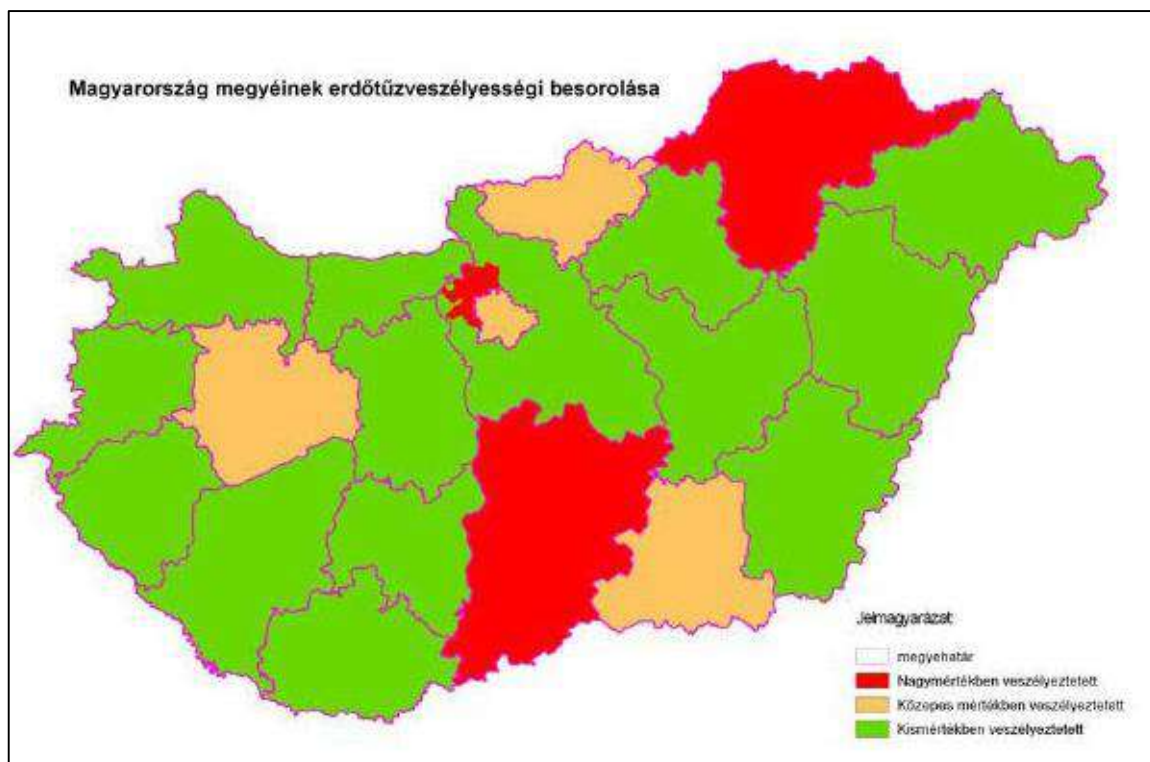 Magyarország megyéinek erdőtűzveszélyességi besorolása
Jelmagyarázat
megyehatár
Nagymértékben veszélyeztetett
Közepes mértékben veszélyeztetett
Kismértékben veszélyeztetett